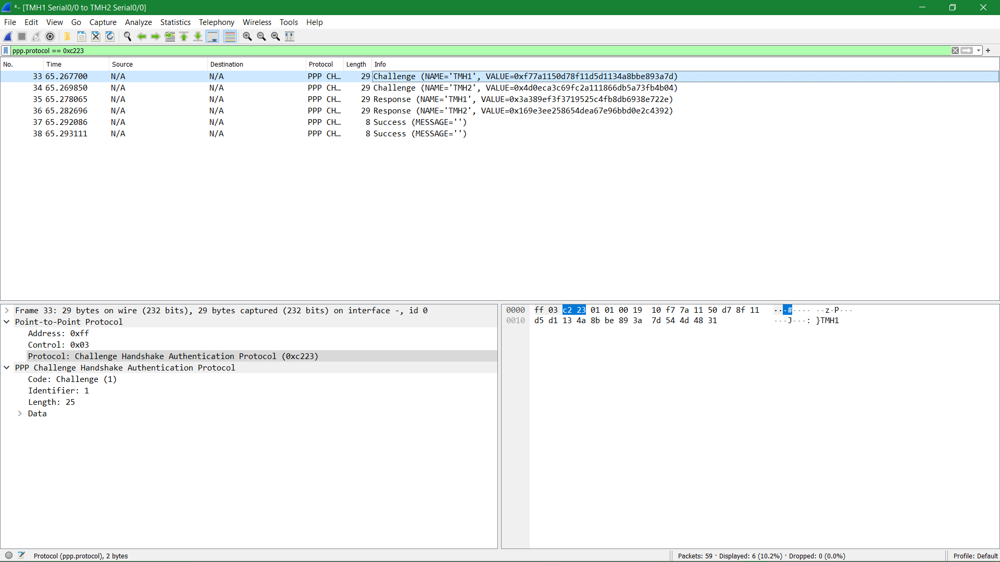 *- [TMH1 Serial0/0 to TMH2 Serial0/0]
File Edit View Go Capture Analyze Statistics Telephony Wireless Tools Help
ppp.protocol == 0xc223
No. Time Source Destination Protocol Length Info
33 65.267700 N/A N/A PPP CH… 29 Challenge (NAME='TMH1', VALUE=0xf77a1150d78f11d5d1134a8bbe893a7d)
34 65.269850 N/A N/A PPP CH… 29 Challenge (NAME='TMH2', VALUE=0x4d0eca3c69fc2a111866db5a73fb4b04)
35 65.278065 N/A N/A PPP CH… 29 Response (NAME='TMH1', VALUE=0x3a389ef3f3719525c4fb8db6938e722e)
36 65.282696 N/A N/A PPP CH… 29 Response (NAME='TMH2', VALUE=0x169e3ee258654dea67e96bbd0e2c4392)
37 65.292086 N/A N/A PPP CH… 8 Success (MESSAGE='')
38 65.293111 N/A N/A PPP CH… 8 Success (MESSAGE='')
Frame 33: 29 bytes on wire (232 bits), 29 bytes captured (232 bits) on interface -, id 0
Point-to-Point Protocol
Address: 0xff
Control: 0x03
Protocol: Challenge Handshake Authentication Protocol (0xc223)
PPP Challenge Handshake Authentication Protocol
Code: Challenge (1)
Identifier: 1
Length: 25
Data
0000 ff 03 c2 23 01 01 00 19 10 f7 7a 11 50 d7 8f 11 ···#···· ··z·P···
0010 d5 d1 13 4a 8b be 89 3a 7d 54 4d 48 31 ···J···: }TMH1
Protocol (ppp.protocol), 2 bytes
Packets: 59 · Displayed: 6 (10.2%) · Dropped: 0 (0.0%)
Profile: Default